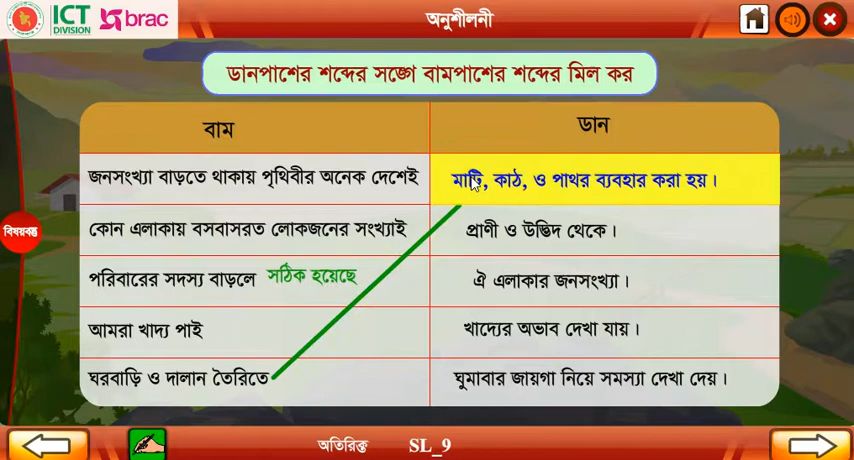 ICT
DIVISION
brac
অনুশীলনী
ডানপাশের শব্দের সঙ্গে বামপাশের শব্দের মিল কর
বাম
ডান
জনসংখ্যা বাড়তে থাকায় পৃথিবীর অনেক দেশেই
মাটি, কাঠ, ও পাথর ব্যবহার করা হয়।
কোন এলাকায় বসবাসরত লোকজনের সংখ্যাই
প্রাণী ও উদ্ভিদ থেকে।
বিষয়বস্তু
পরিবারের সদস্য বাড়লে
সঠিক হয়েছে
ঐ এলাকার জনসংখ্যা।
আমরা খাদ্য পাই
খাদ্যের অভাব দেখা যায়।
ঘরবাড়ি ও দালান তৈরিতে
ঘুমাবার জায়গা নিয়ে সমস্যা দেখা দেয়।
অতিরিক্ত
SL_9